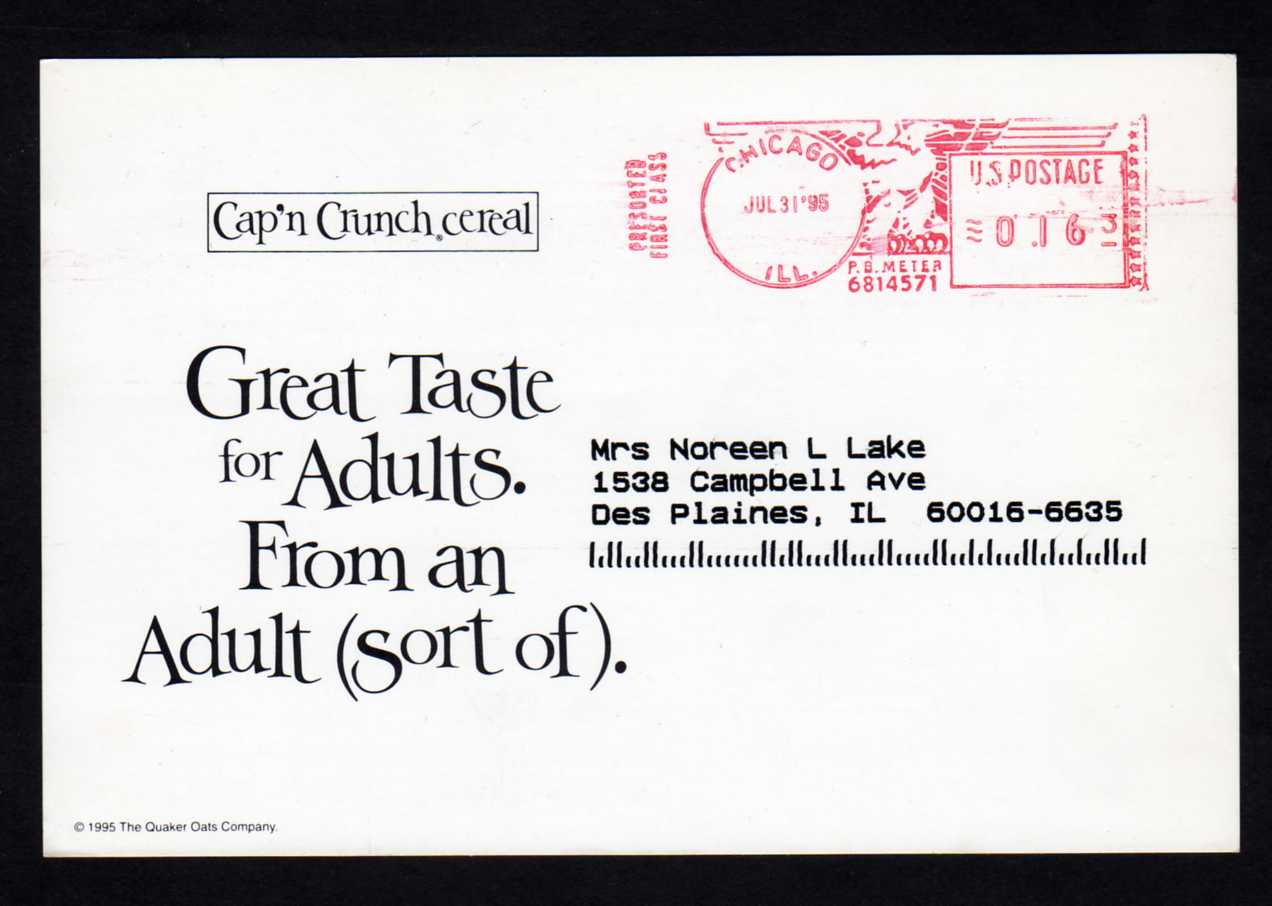 Cap'n Crunch® cereal
PRESORTED
FIRST CLASS
CHICAGO
JUL 31 '95
ILL.
P.B. METER
6814571
U.S. POSTAGE
0.163
Great Taste
for Adults.
From an
Adult (sort of).
Mrs Noreen L Lake
1538 Campbell Ave
Des Plaines, IL 60016-6635
© 1995 The Quaker Oats Company.